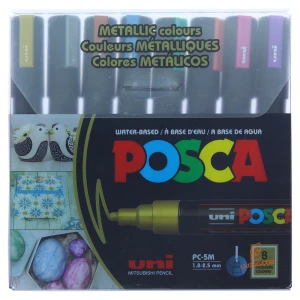 METALLIC colours
Couleurs MÉTALLIQUES
Colores METÁLICOS
WATER-BASED / À BASE D'EAU / A BASE DE AGUA
POSCA
uni
MITSUBISHI PENCIL
PC-5M
1.8-2.5 mm
POSCA
8